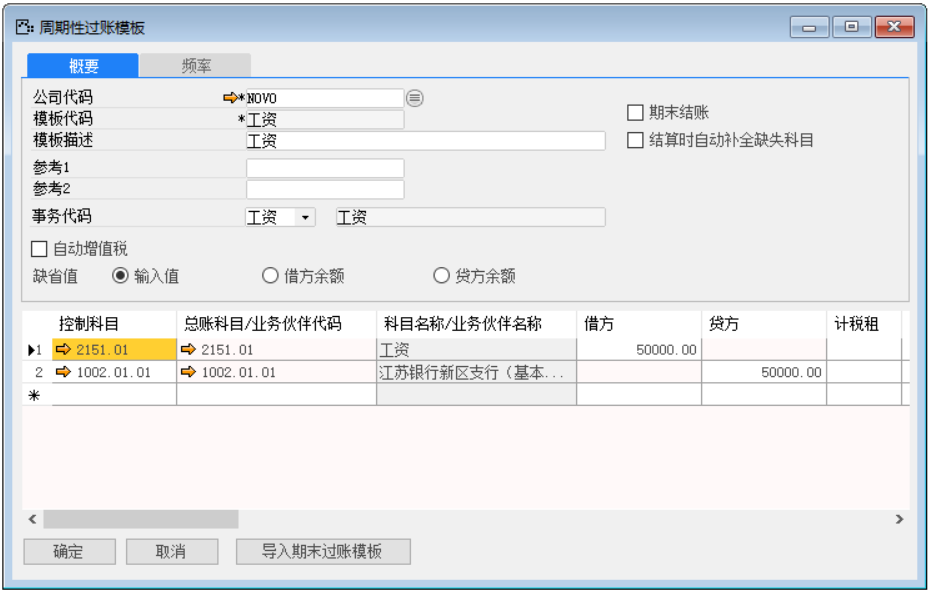 周期性过账模板
概要 频率
公司代码 *NOVO
模板代码 *工资
期末结账
模板描述 工资
结算时自动补全缺失科目
参考1
参考2
事务代码 工资 工资
自动增值税
缺省值 输入值 借方余额 贷方余额
控制科目 总账科目/业务伙伴代码 科目名称/业务伙伴名称 借方 贷方 计税租
1 2151.01 2151.01 工资 50000.00
2 1002.01.01 1002.01.01 江苏银行新区支行（基本... 50000.00
*
确定 取消 导入期末过账模板